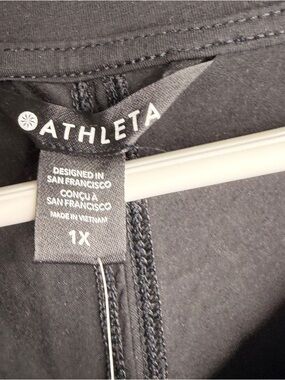 ATHLETA
DESIGNED IN
SAN FRANCISCO
CONÇU À
SAN FRANCISCO
MADE IN VIETNAM
1X